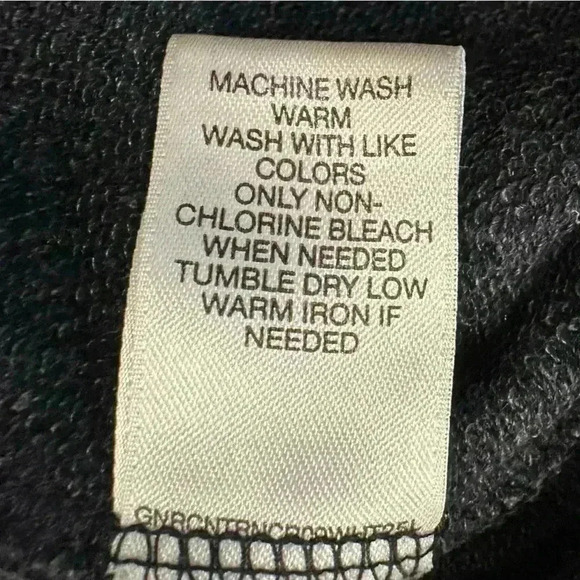 MACHINE WASH
WARM
WASH WITH LIKE
COLORS
ONLY NON-
CHLORINE BLEACH
WHEN NEEDED
TUMBLE DRY LOW
WARM IRON IF
NEEDED